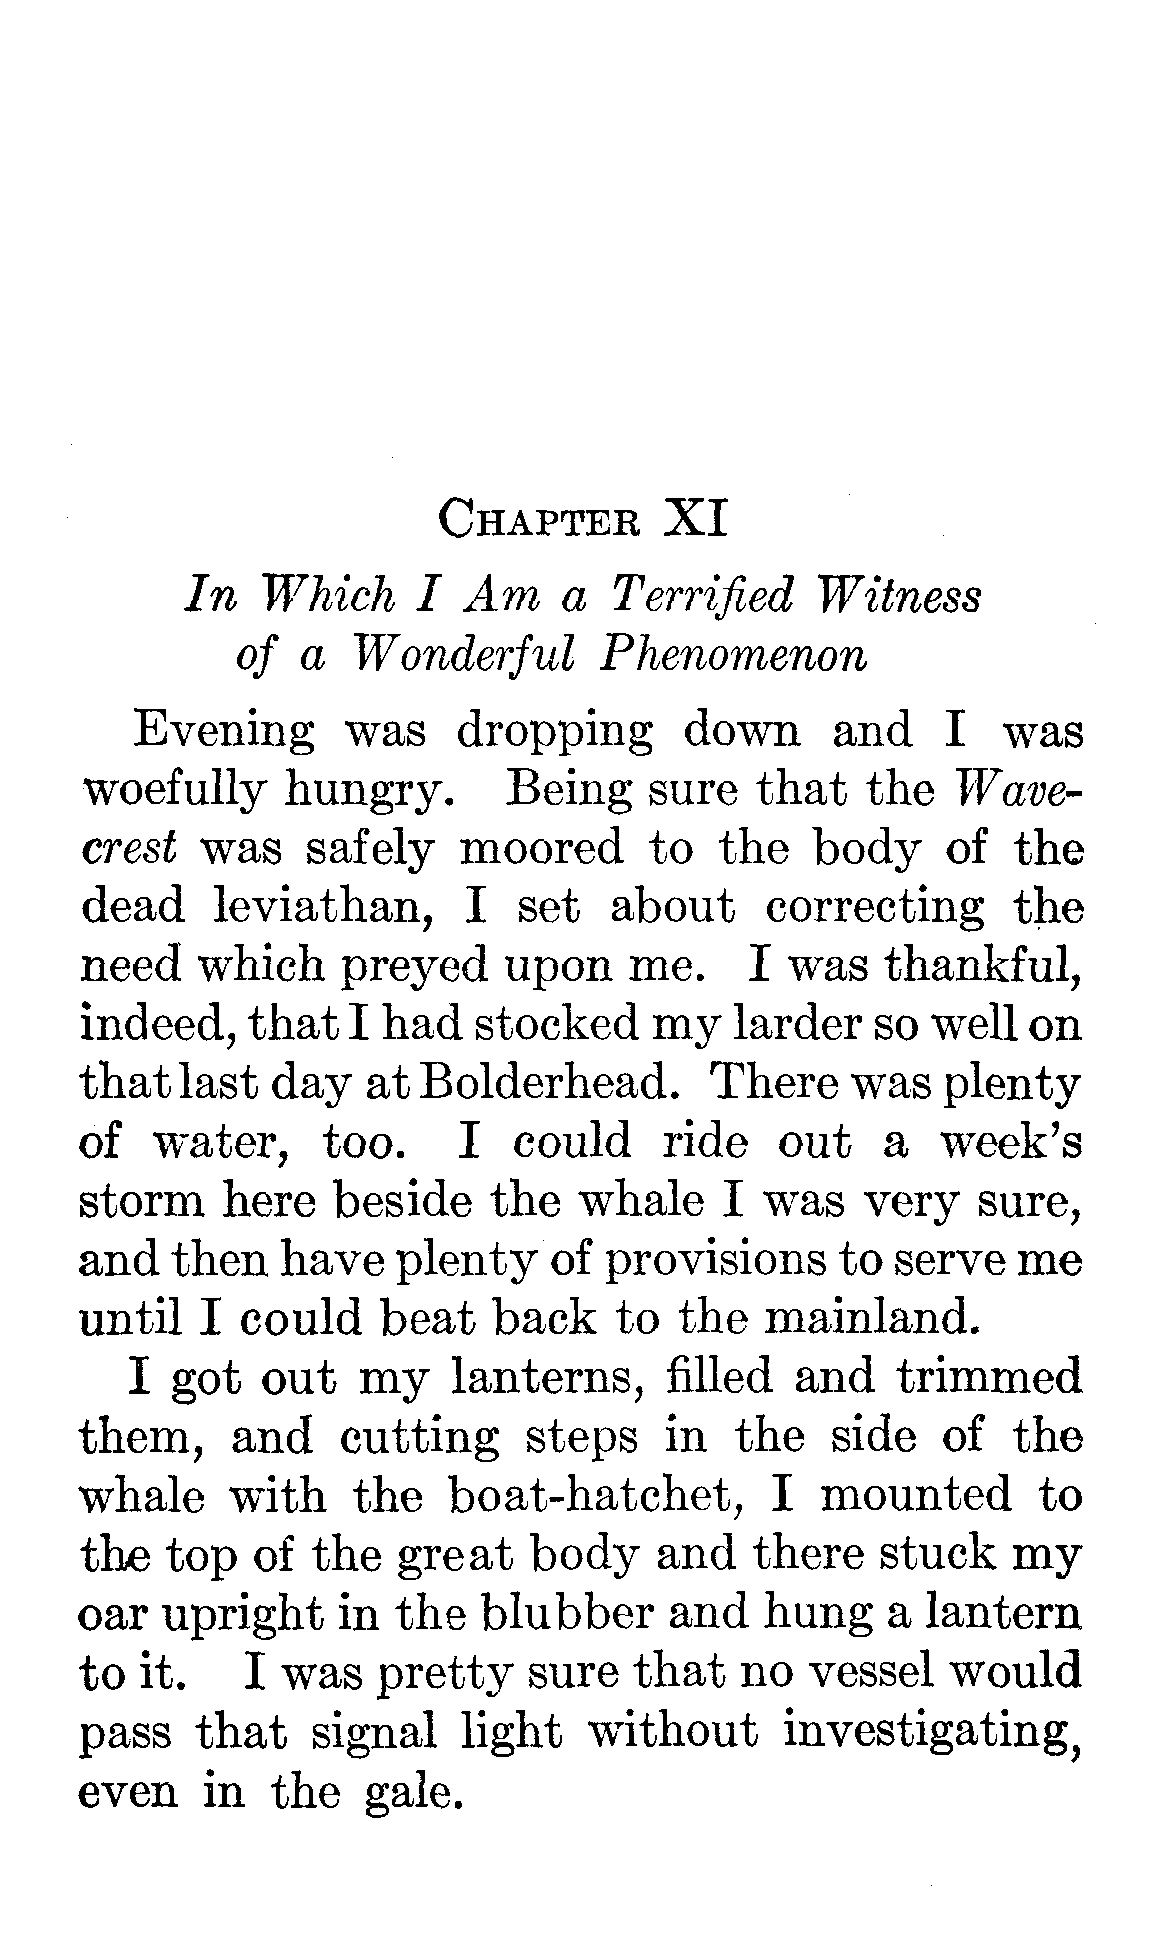 Chapter XI
In Which I Am a Terrified Witness
of a Wonderful Phenomenon
Evening was dropping down and I was
woefully hungry. Being sure that the Wave-
crest was safely moored to the body of the
dead leviathan, I set about correcting the
need which preyed upon me. I was thankful,
indeed, that I had stocked my larder so well on
that last day at Bolderhead. There was plenty
of water, too. I could ride out a week's
storm here beside the whale I was very sure,
and then have plenty of provisions to serve me
until I could beat back to the mainland.
I got out my lanterns, filled and trimmed
them, and cutting steps in the side of the
whale with the boat-hatchet, I mounted to
the top of the great body and there stuck my
oar upright in the blubber and hung a lantern
to it. I was pretty sure that no vessel would
pass that signal light without investigating,
even in the gale.